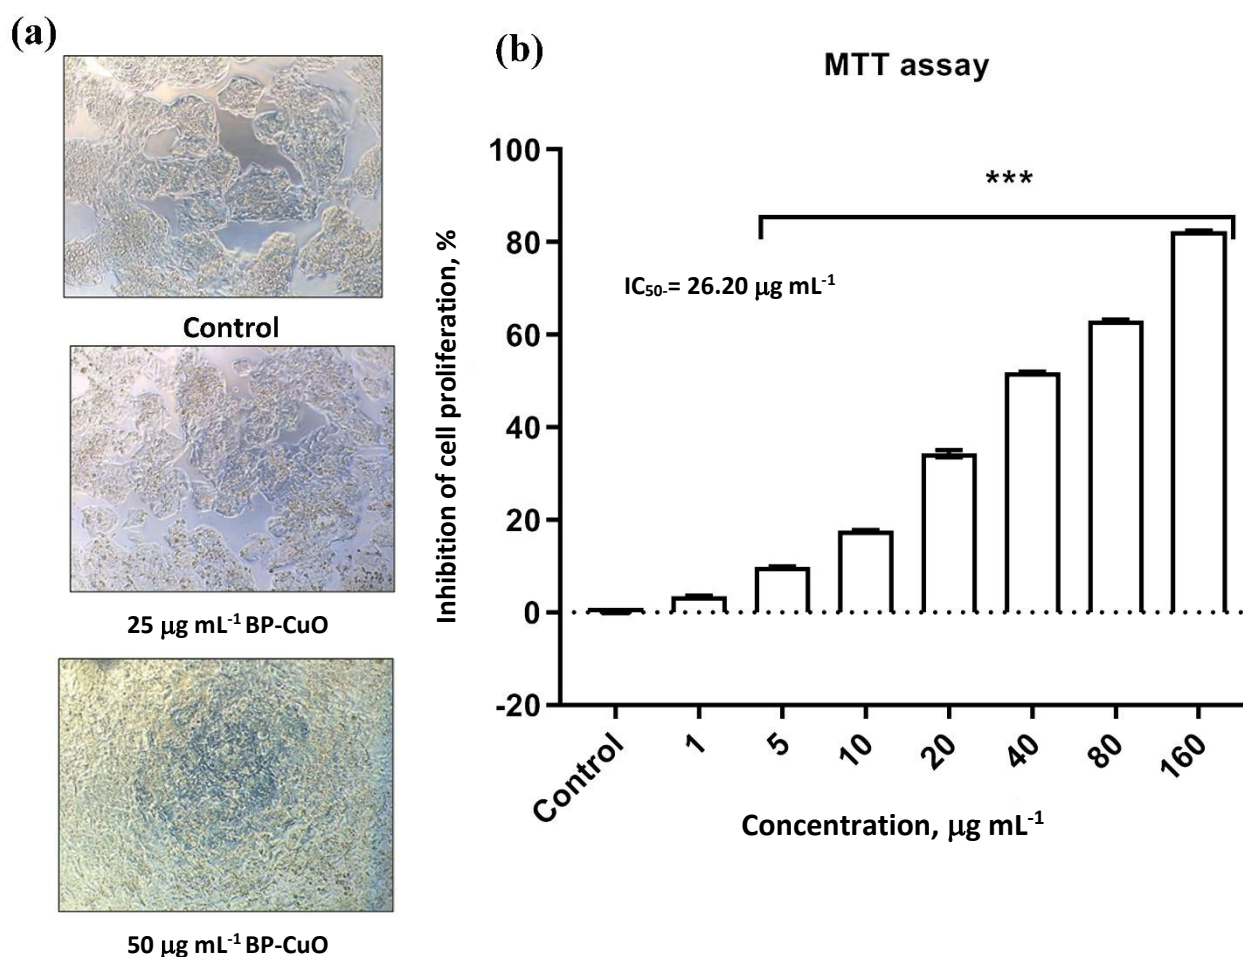 (a)
Control
25 µg mL⁻¹ BP-CuO
50 µg mL⁻¹ BP-CuO
(b)
MTT assay
Inhibition of cell proliferation, %
100
80
60
40
20
0
-20
***
IC₅₀₋= 26.20 µg mL⁻¹
Control
1
5
10
20
40
80
160
Concentration, µg mL⁻¹